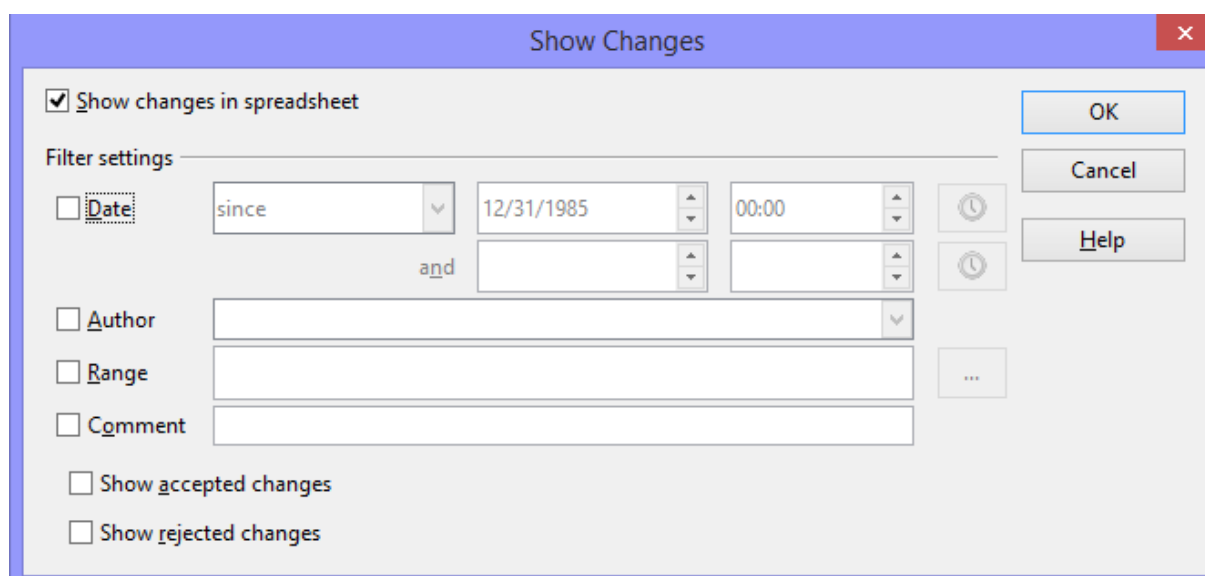 Show Changes
Show changes in spreadsheet
OK
Filter settings
Cancel
Date since 12/31/1985 00:00
Help
and
Author
Range ...
Comment
Show accepted changes
Show rejected changes